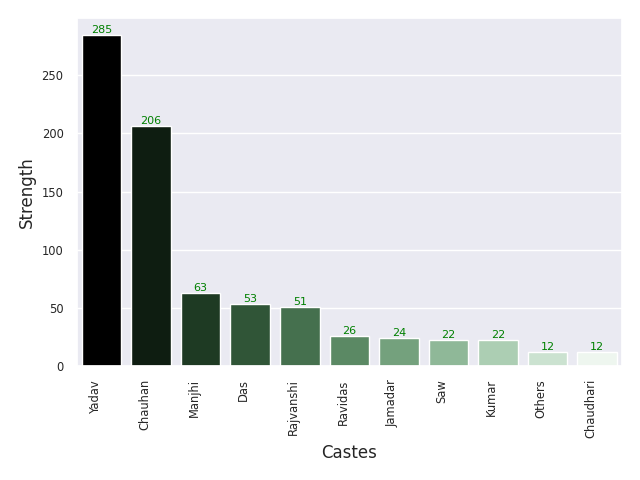 285
206
63
53
51
26
24
22
22
12
12
250
200
150
100
50
0
Strength
Yadav
Chauhan
Manjhi
Das
Rajvanshi
Ravidas
Jamadar
Saw
Kumar
Others
Chaudhari
Castes